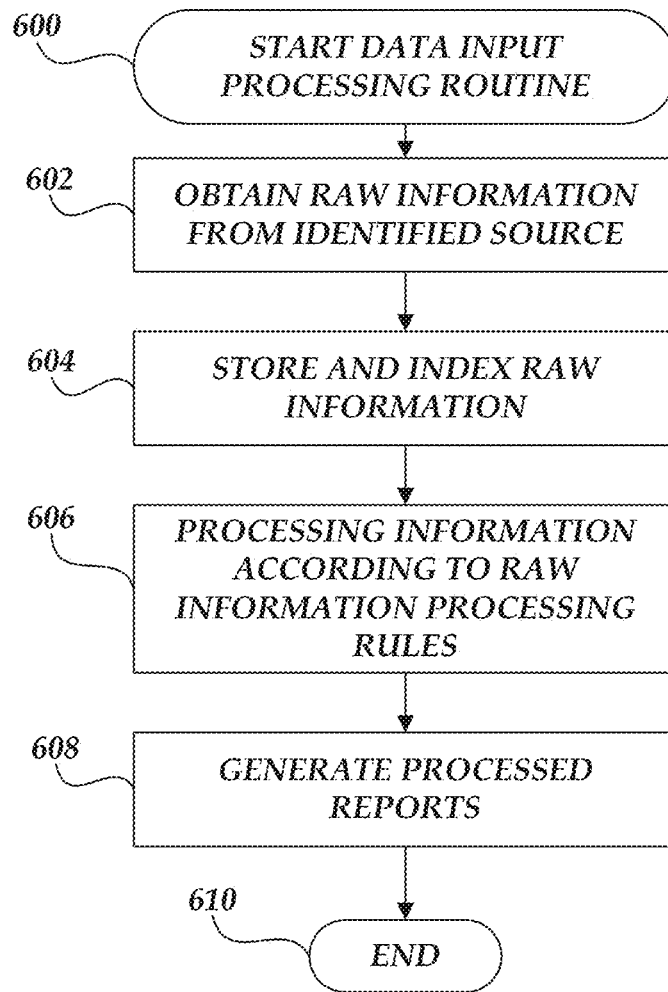 600
START DATA INPUT
PROCESSING ROUTINE
602
OBTAIN RAW INFORMATION
FROM IDENTIFIED SOURCE
604
STORE AND INDEX RAW
INFORMATION
606
PROCESSING INFORMATION
ACCORDING TO RAW
INFORMATION PROCESSING
RULES
608
GENERATE PROCESSED
REPORTS
610
END